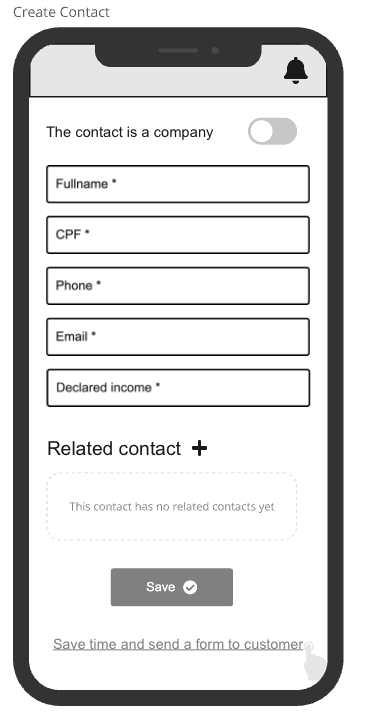 Create Contact
The contact is a company
Fullname *
CPF *
Phone *
Email *
Declared income *
Related contact +
This contact has no related contacts yet
Save
Save time and send a form to customer